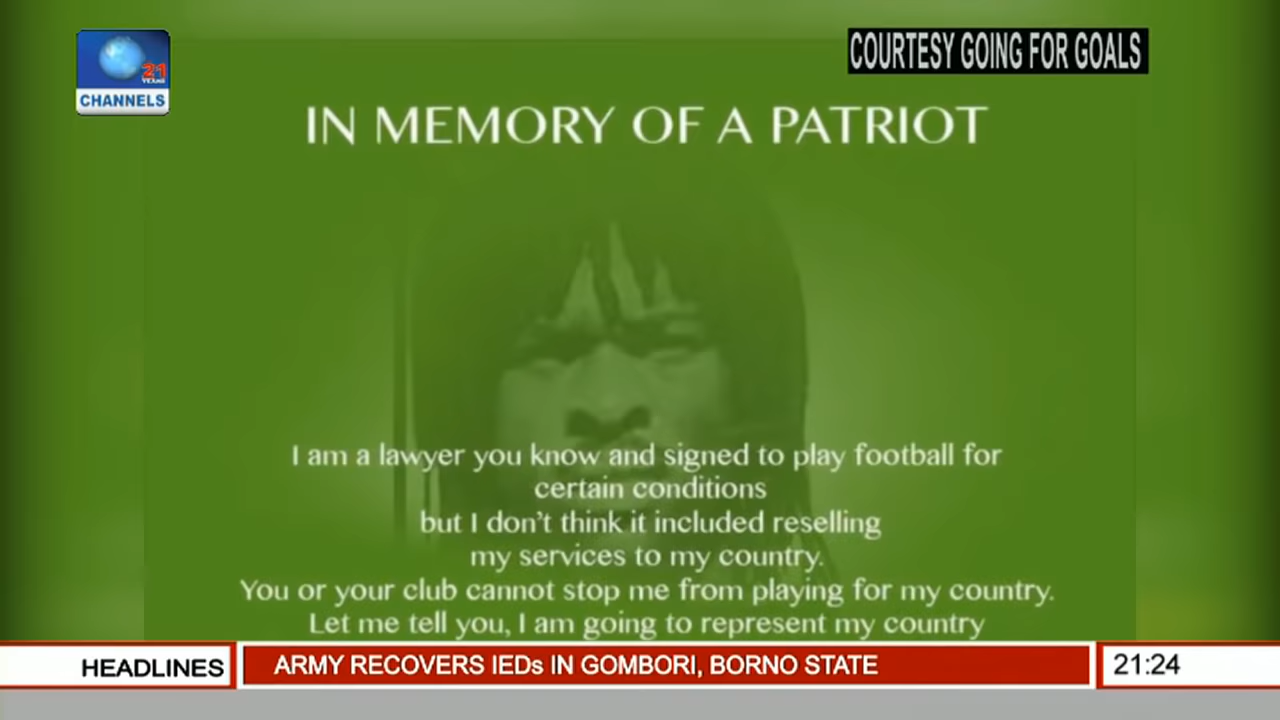 COURTESY GOING FOR GOALS
21
YEARS
CHANNELS
IN MEMORY OF A PATRIOT
I am a lawyer you know and signed to play football for
certain conditions
but I don't think it included reselling
my services to my country.
You or your club cannot stop me from playing for my country.
Let me tell you, I am going to represent my country
HEADLINES
ARMY RECOVERS IEDs IN GOMBORI, BORNO STATE
21:24